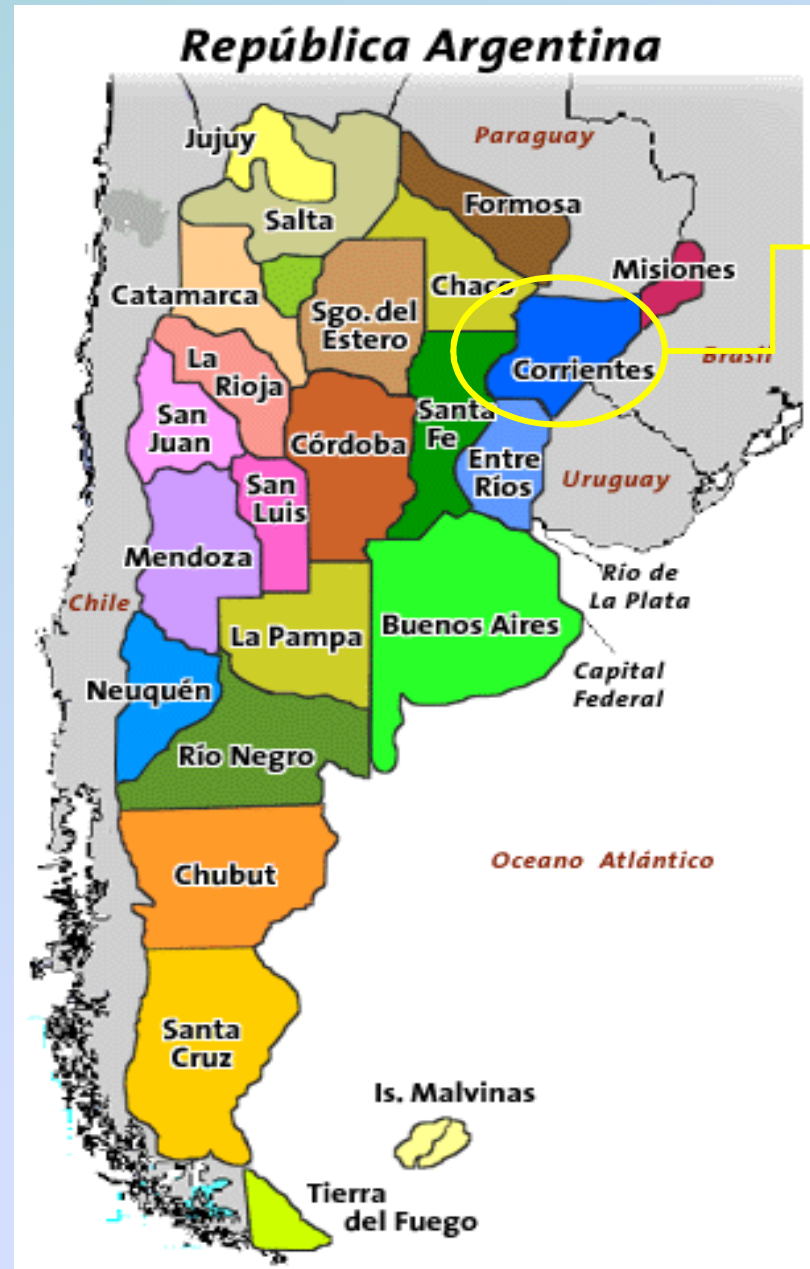 República Argentina
Jujuy
Paraguay
Salta
Formosa
Misiones
Catamarca
Chaco
Sgo. del
Estero
La
Rioja
Brasil
Corrientes
San
Juan
Córdoba
Santa
Fe
Entre
Ríos
Uruguay
San
Luis
Mendoza
Río de
La Plata
Chile
La Pampa
Buenos Aires
Capital
Federal
Neuquén
Río Negro
Chubut
Oceano Atlántico
Santa
Cruz
Is. Malvinas
Tierra
del Fuego